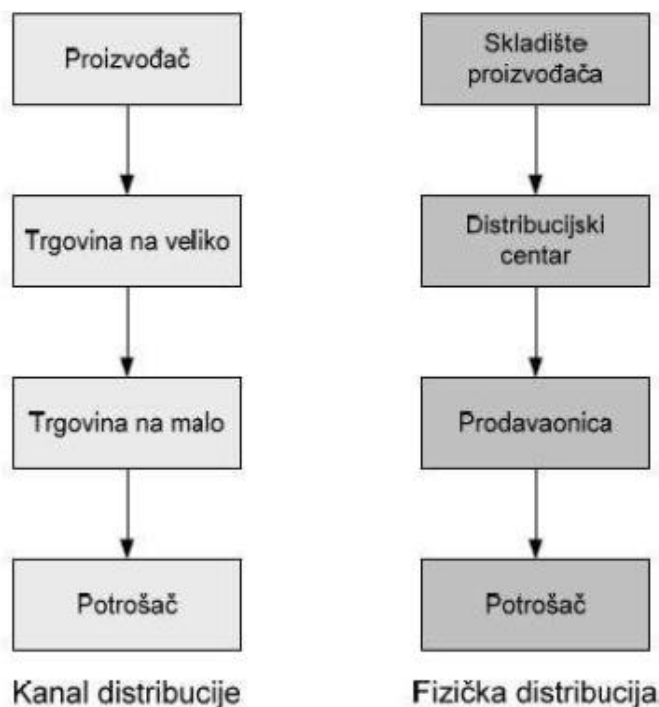 Proizvođač
Trgovina na veliko
Trgovina na malo
Potrošač
Kanal distribucije
Skladište
proizvođača
Distribucijski
centar
Prodavaonica
Potrošač
Fizička distribucija